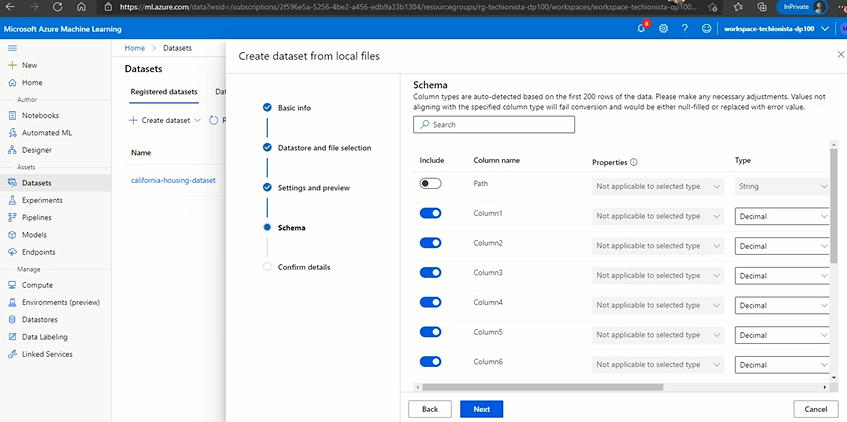 https://ml.azure.com/data?wsid=/subscriptions/2f596e5a-5256-4be2-a456-edb9a33b1304/resourcegroups/rg-techionista-dp100/workspaces/workspace-techionista-dp100...
InPrivate
Microsoft Azure Machine Learning
8
workspace-techionista-dp100
New
Home
Author
Notebooks
Automated ML
Designer
Assets
Datasets
Experiments
Pipelines
Models
Endpoints
Manage
Compute
Environments (preview)
Datastores
Data Labeling
Linked Services
Home > Datasets
Datasets
Registered datasets Dat
Create dataset R
Name
california-housing-dataset
Create dataset from local files
Basic info
Datastore and file selection
Settings and preview
Schema
Confirm details
Schema
Column types are auto-detected based on the first 200 rows of the data. Please make any necessary adjustments. Values not
aligning with the specified column type will fail conversion and would be either null-filled or replaced with error value.
Search
Include Column name Properties Type
Path Not applicable to selected type String
Column1 Not applicable to selected type Decimal
Column2 Not applicable to selected type Decimal
Column3 Not applicable to selected type Decimal
Column4 Not applicable to selected type Decimal
Column5 Not applicable to selected type Decimal
Column6 Not applicable to selected type Decimal
Back Next Cancel